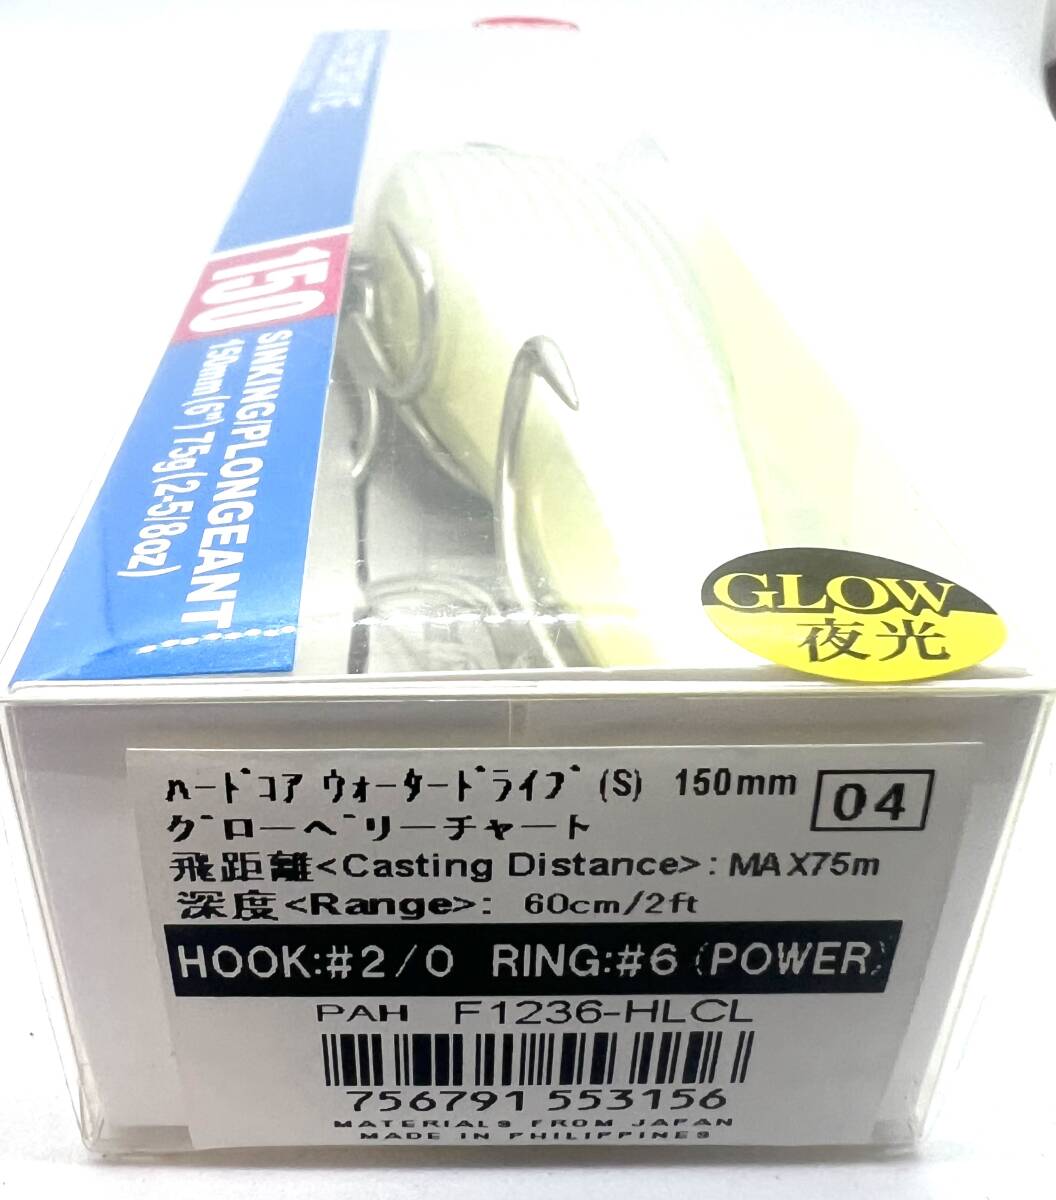 150
SINKING/PLONGEANT
150mm (6") 75g (2-5/8oz)
GLOW
夜光
ハードコア ウォータードライブ (S) 150mm 04
グローベリーチャート
飛距離<Casting Distance>: MAX75m
深度<Range>: 60cm/2ft
HOOK:#2/0 RING:#6 (POWER)
PAH F1236-HLCL
756791 553156
MATERIALS FROM JAPAN
MADE IN PHILIPPINES